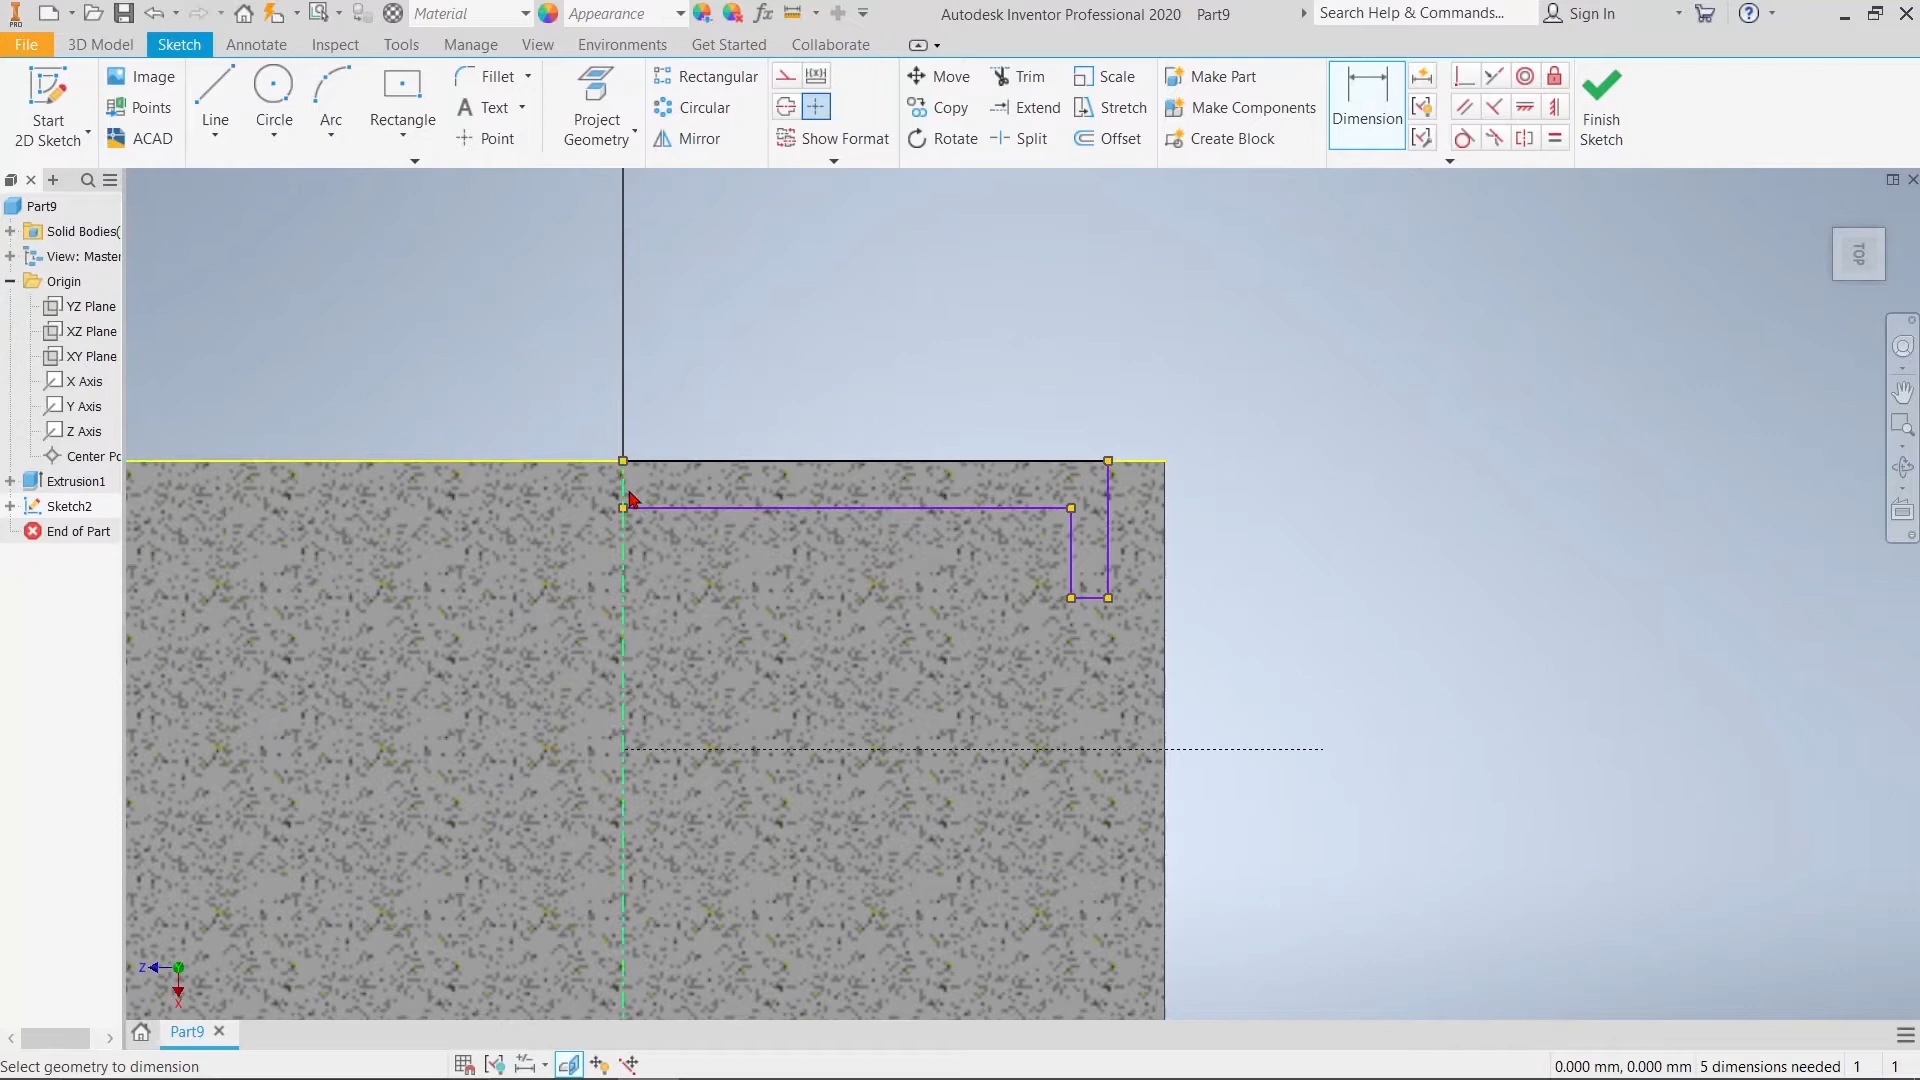 PRO
Material
Appearance
fx
Autodesk Inventor Professional 2020 Part9
Search Help & Commands...
Sign In
File 3D Model Sketch Annotate Inspect Tools Manage View Environments Get Started Collaborate
Start
2D Sketch
Image
Points
ACAD
Line
Circle
Arc
Rectangle
Fillet
Text
Point
Project
Geometry
Rectangular
Circular
Mirror
Show Format
Move
Copy
Rotate
Trim
Extend
Split
Scale
Stretch
Offset
Make Part
Make Components
Create Block
Dimension
Finish
Sketch
Part9
Solid Bodies(
View: Master
Origin
YZ Plane
XZ Plane
XY Plane
X Axis
Y Axis
Z Axis
Center Po
Extrusion1
Sketch2
End of Part
TOP
Z
Y
X
Part9
Select geometry to dimension
0.000 mm, 0.000 mm 5 dimensions needed 1 1